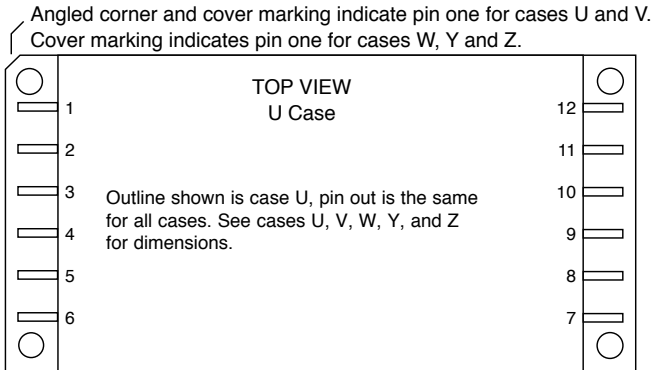 Angled corner and cover marking indicate pin one for cases U and V.
Cover marking indicates pin one for cases W, Y and Z.
TOP VIEW
U Case
1
12
2
11
3
10
Outline shown is case U, pin out is the same
for all cases. See cases U, V, W, Y, and Z
for dimensions.
4
9
5
8
6
7